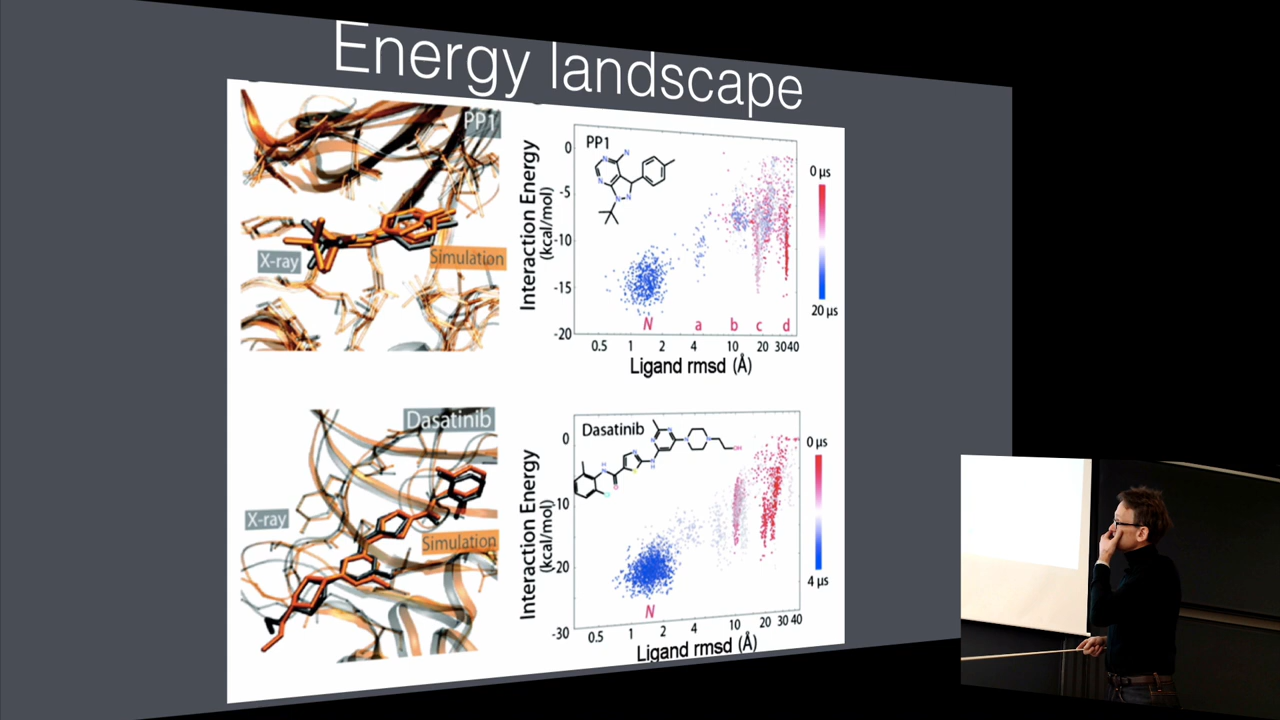 Energy landscape
PP1
X-ray
Simulation
Interaction Energy
(kcal/mol)
0
-5
-10
-15
-20
PP1
N
N
N
N
N
N a b c d
0.5 1 2 4 10 20 30 40
Ligand rmsd (Å)
0 µs
20 µs
Dasatinib
X-ray
Simulation
Interaction Energy
(kcal/mol)
0
-10
-20
-30
Dasatinib
N
0.5 1 2 4 10 20 30 40
Ligand rmsd (Å)
0 µs
4 µs